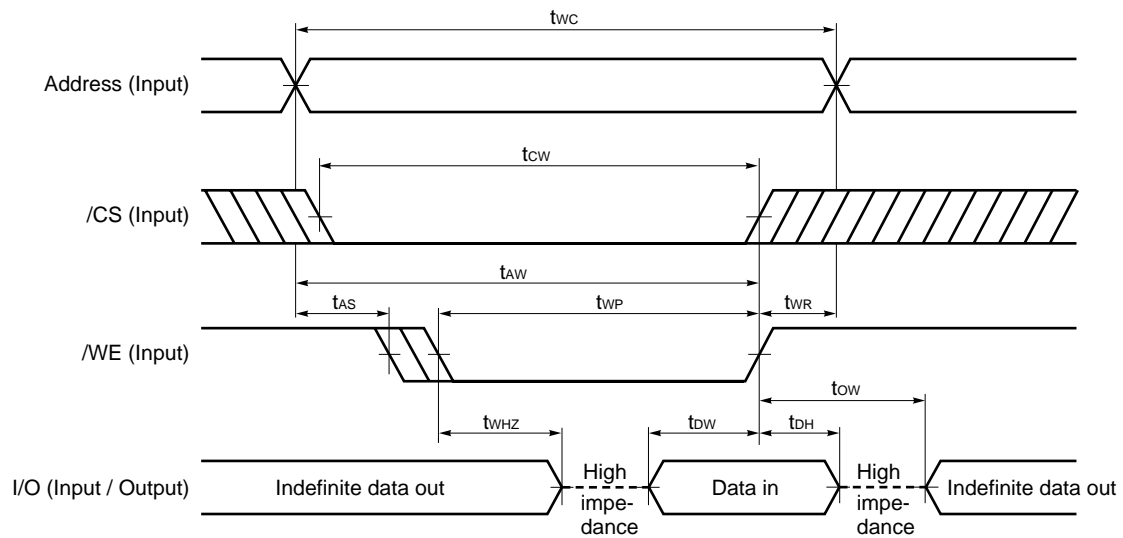 tWC
Address (Input)
tCW
/CS (Input)
tAW
tAS
tWP
tWR
/WE (Input)
tOW
tWHZ
tDW
tDH
I/O (Input / Output)
Indefinite data out
High
impe-
dance
Data in
High
impe-
dance
Indefinite data out